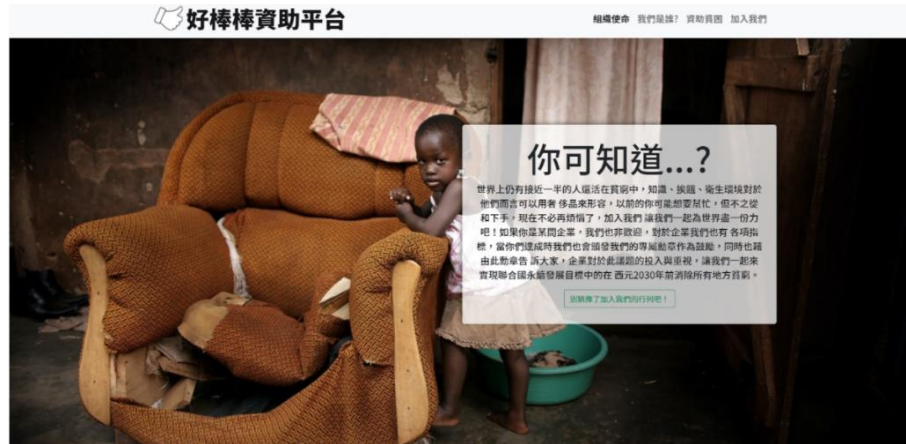 好棒棒資助平台
組織使命 我們是誰? 資助貧困 加入我們
你可知道...?
世界上仍有接近一半的人還活在貧窮中，知識、挨餓、衛生環境對於
他們而言可以用奢 侈品來形容，以前的你可能想要幫忙，但不之從
和下手，現在不必再煩惱了，加入我們 讓我們一起為世界盡一份力
吧！如果你是某間企業，我們也非歡迎，對於企業我們也有 各項指
標，當你們達成時我們也會頒發我們的專屬勳章作為鼓勵，同時也藉
由此勳章告 訴大家，企業對於此議題的投入與重視，讓我們一起來
實現聯合國永續發展目標中的在 西元2030年前消除所有地方貧窮。
別猶豫了加入我們的行列吧！